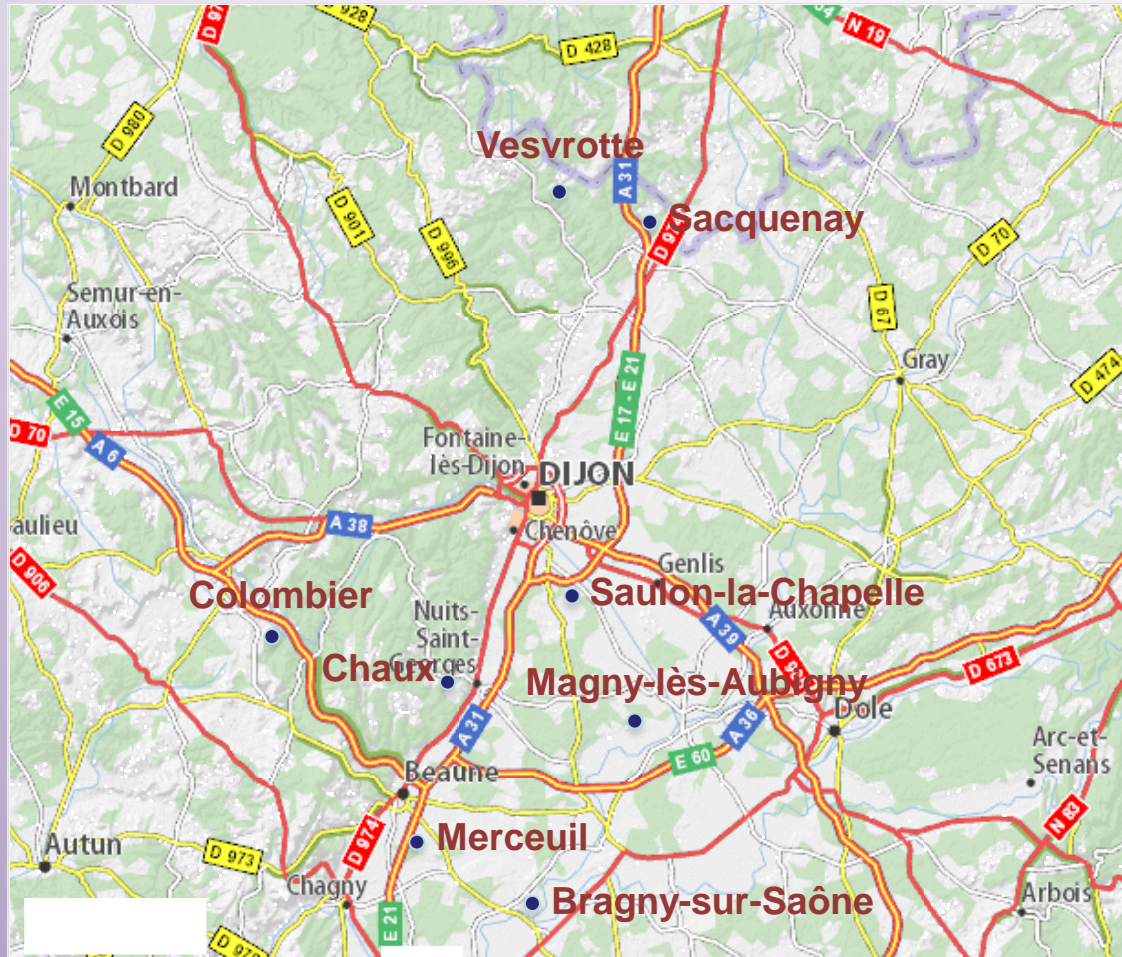 D 97
928
D 428
N 19
D 980
Vesvrotte
A 31
Montbard
D 901
D 996
Sacquenay
D 97
D 70
Semur-en-
Auxois
D 67
E 17 - E 21
Gray
D 474
E 15
D 70
A 6
Fontaine-
lès-Dijon
DIJON
A 38
Chenôve
aulieu
D 906
Genlis
Colombier
Saulon-la-Chapelle
Auxonne
Nuits-
Saint-
Georges
A 39
Chaux
Magny-lès-Aubigny
D 673
Dole
A 31
A 36
E 60
Arc-et-
Senans
Beaune
N 83
Merceuil
D 974
Autun
D 973
Chagny
Bragny-sur-Saône
Arbois
E 21